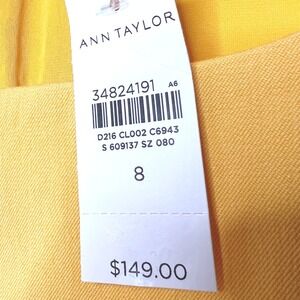 ANN TAYLOR
34824191 A6
D216 CL002 C6943
S 609137 SZ 080
8
$149.00